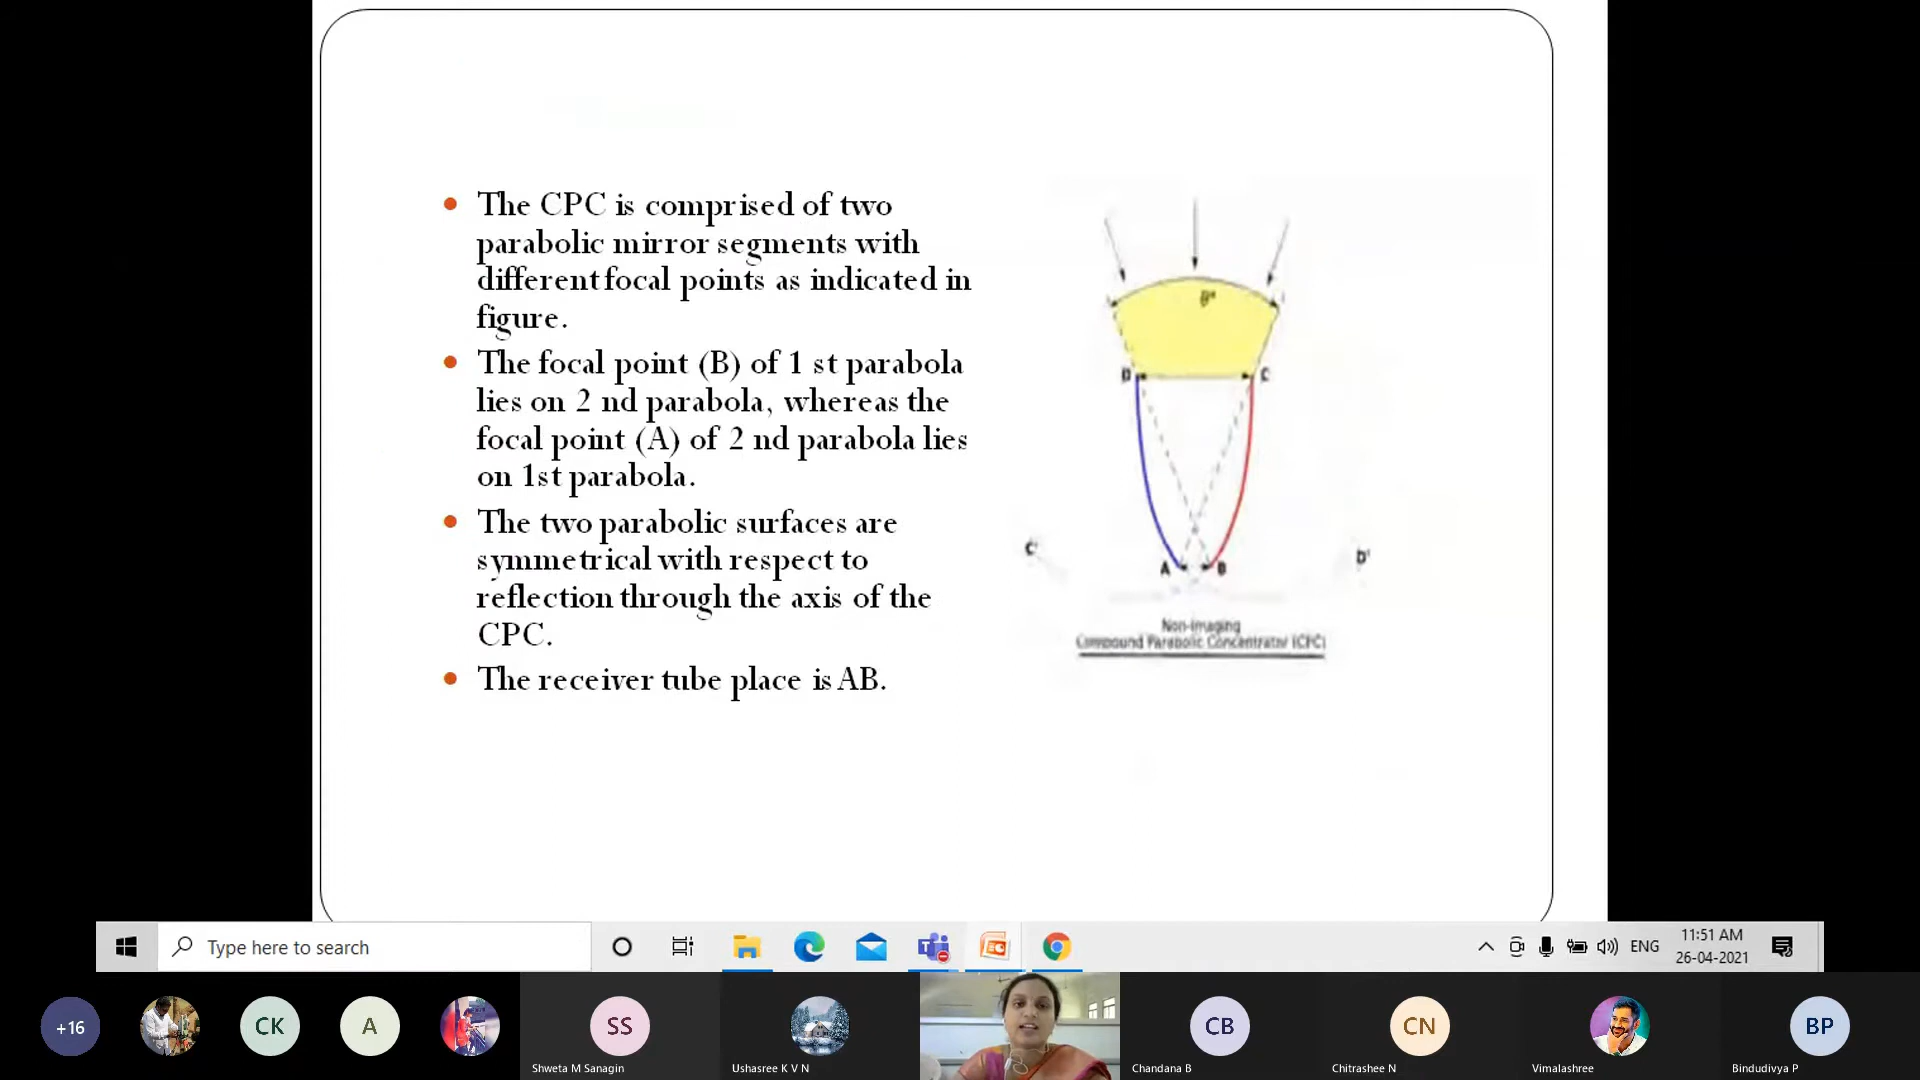 The CPC is comprised of two
parabolic mirror segments with
different focal points as indicated in
figure.
The focal point (B) of 1 st parabola
lies on 2 nd parabola, whereas the
focal point (A) of 2 nd parabola lies
on 1st parabola.
The two parabolic surfaces are
symmetrical with respect to
reflection through the axis of the
CPC.
The receiver tube place is AB.
D C
C' D'
A B
Non-imaging
Compound Parabolic Concentrator (CPC)
Type here to search
ENG
11:51 AM
26-04-2021
+16
CK
A
SS
CB
CN
BP
Shweta M Sanagin
Ushasree K V N
Chandana B
Chitrashee N
Vimalashree
Bindudivya P